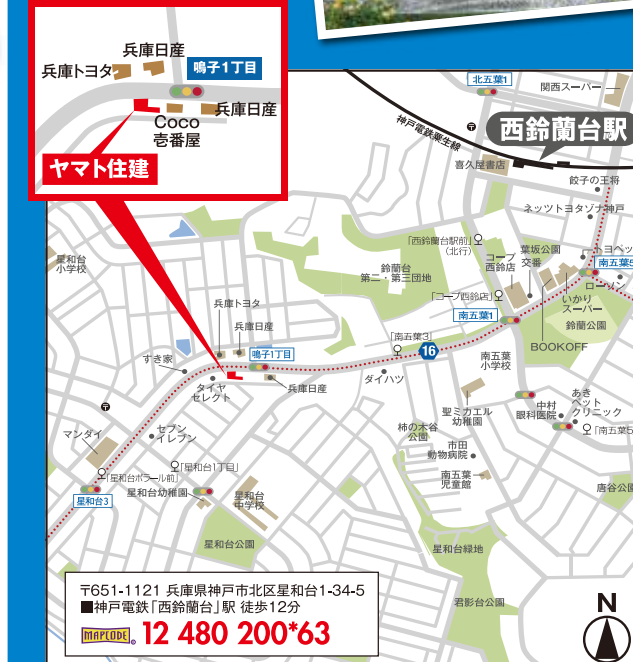 兵庫日産
兵庫トヨタ
鳴子1丁目
兵庫日産
Coco
壱番屋
ヤマト住建
北五葉1
関西スーパー
神戸電鉄粟生線
西鈴蘭台駅
喜久屋書店
餃子の王将
ネッツトヨタゾナ神戸
「西鈴蘭台駅前」
(北行)
葉坂公園
交番
コープ
西鈴店
トヨペッ
南五葉5
ローソン
星和台
小学校
鈴蘭台
第二・第三団地
「コープ西鈴店」
いかり
スーパー
兵庫トヨタ
南五葉1
鈴蘭公園
兵庫日産
「南五葉3」
BOOKOFF
すき家
鳴子1丁目
16
南五葉
小学校
タイヤ
セレクト
兵庫日産
ダイハツ
聖ミカエル
幼稚園
中村
眼科医院
あき
ペット
クリニック
「南五葉5
マンダイ
セブン
イレブン
柿の木谷
公園
市田
動物病院
「星和台1丁目」
「星和台ポラール前」
南五葉
児童館
唐谷公園
星和台3
星和台幼稚園
星和台
中学校
星和台公園
星和台緑地
〒651-1121 兵庫県神戸市北区星和台1-34-5
■神戸電鉄「西鈴蘭台」駅 徒歩12分
MAPCODE 12 480 200*63
君影台公園
N